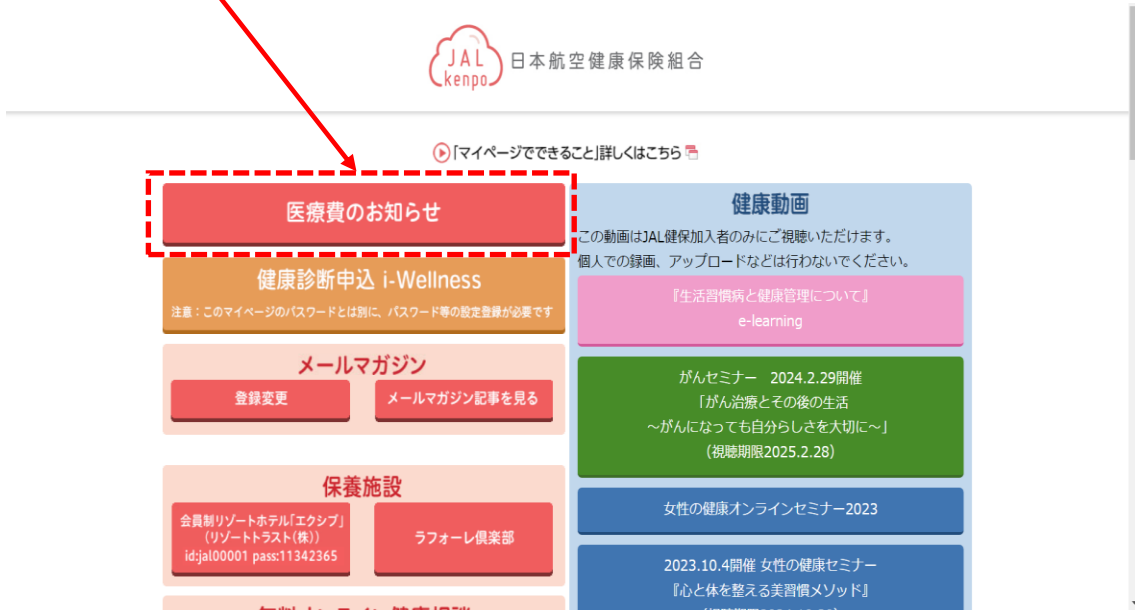 JAL
kenpo
日本航空健康保険組合
「マイページでできること」詳しくはこちら
医療費のお知らせ
健康診断申込 i-Wellness
注意：このマイページのパスワードとは別に、パスワード等の設定登録が必要です
メールマガジン
登録変更
メールマガジン記事を見る
保養施設
会員制リゾートホテル「エクシブ」
（リゾートトラスト(株)）
id:jal00001 pass:11342365
ラフォーレ倶楽部
健康動画
この動画はJAL健保加入者のみにご視聴いただけます。
個人での録画、アップロードなどは行わないでください。
『生活習慣病と健康管理について』
e-learning
がんセミナー　2024.2.29開催
「がん治療とその後の生活
～がんになっても自分らしさを大切に～」
（視聴期限2025.2.28）
女性の健康オンラインセミナー2023
2023.10.4開催 女性の健康セミナー
『心と体を整える美習慣メソッド』